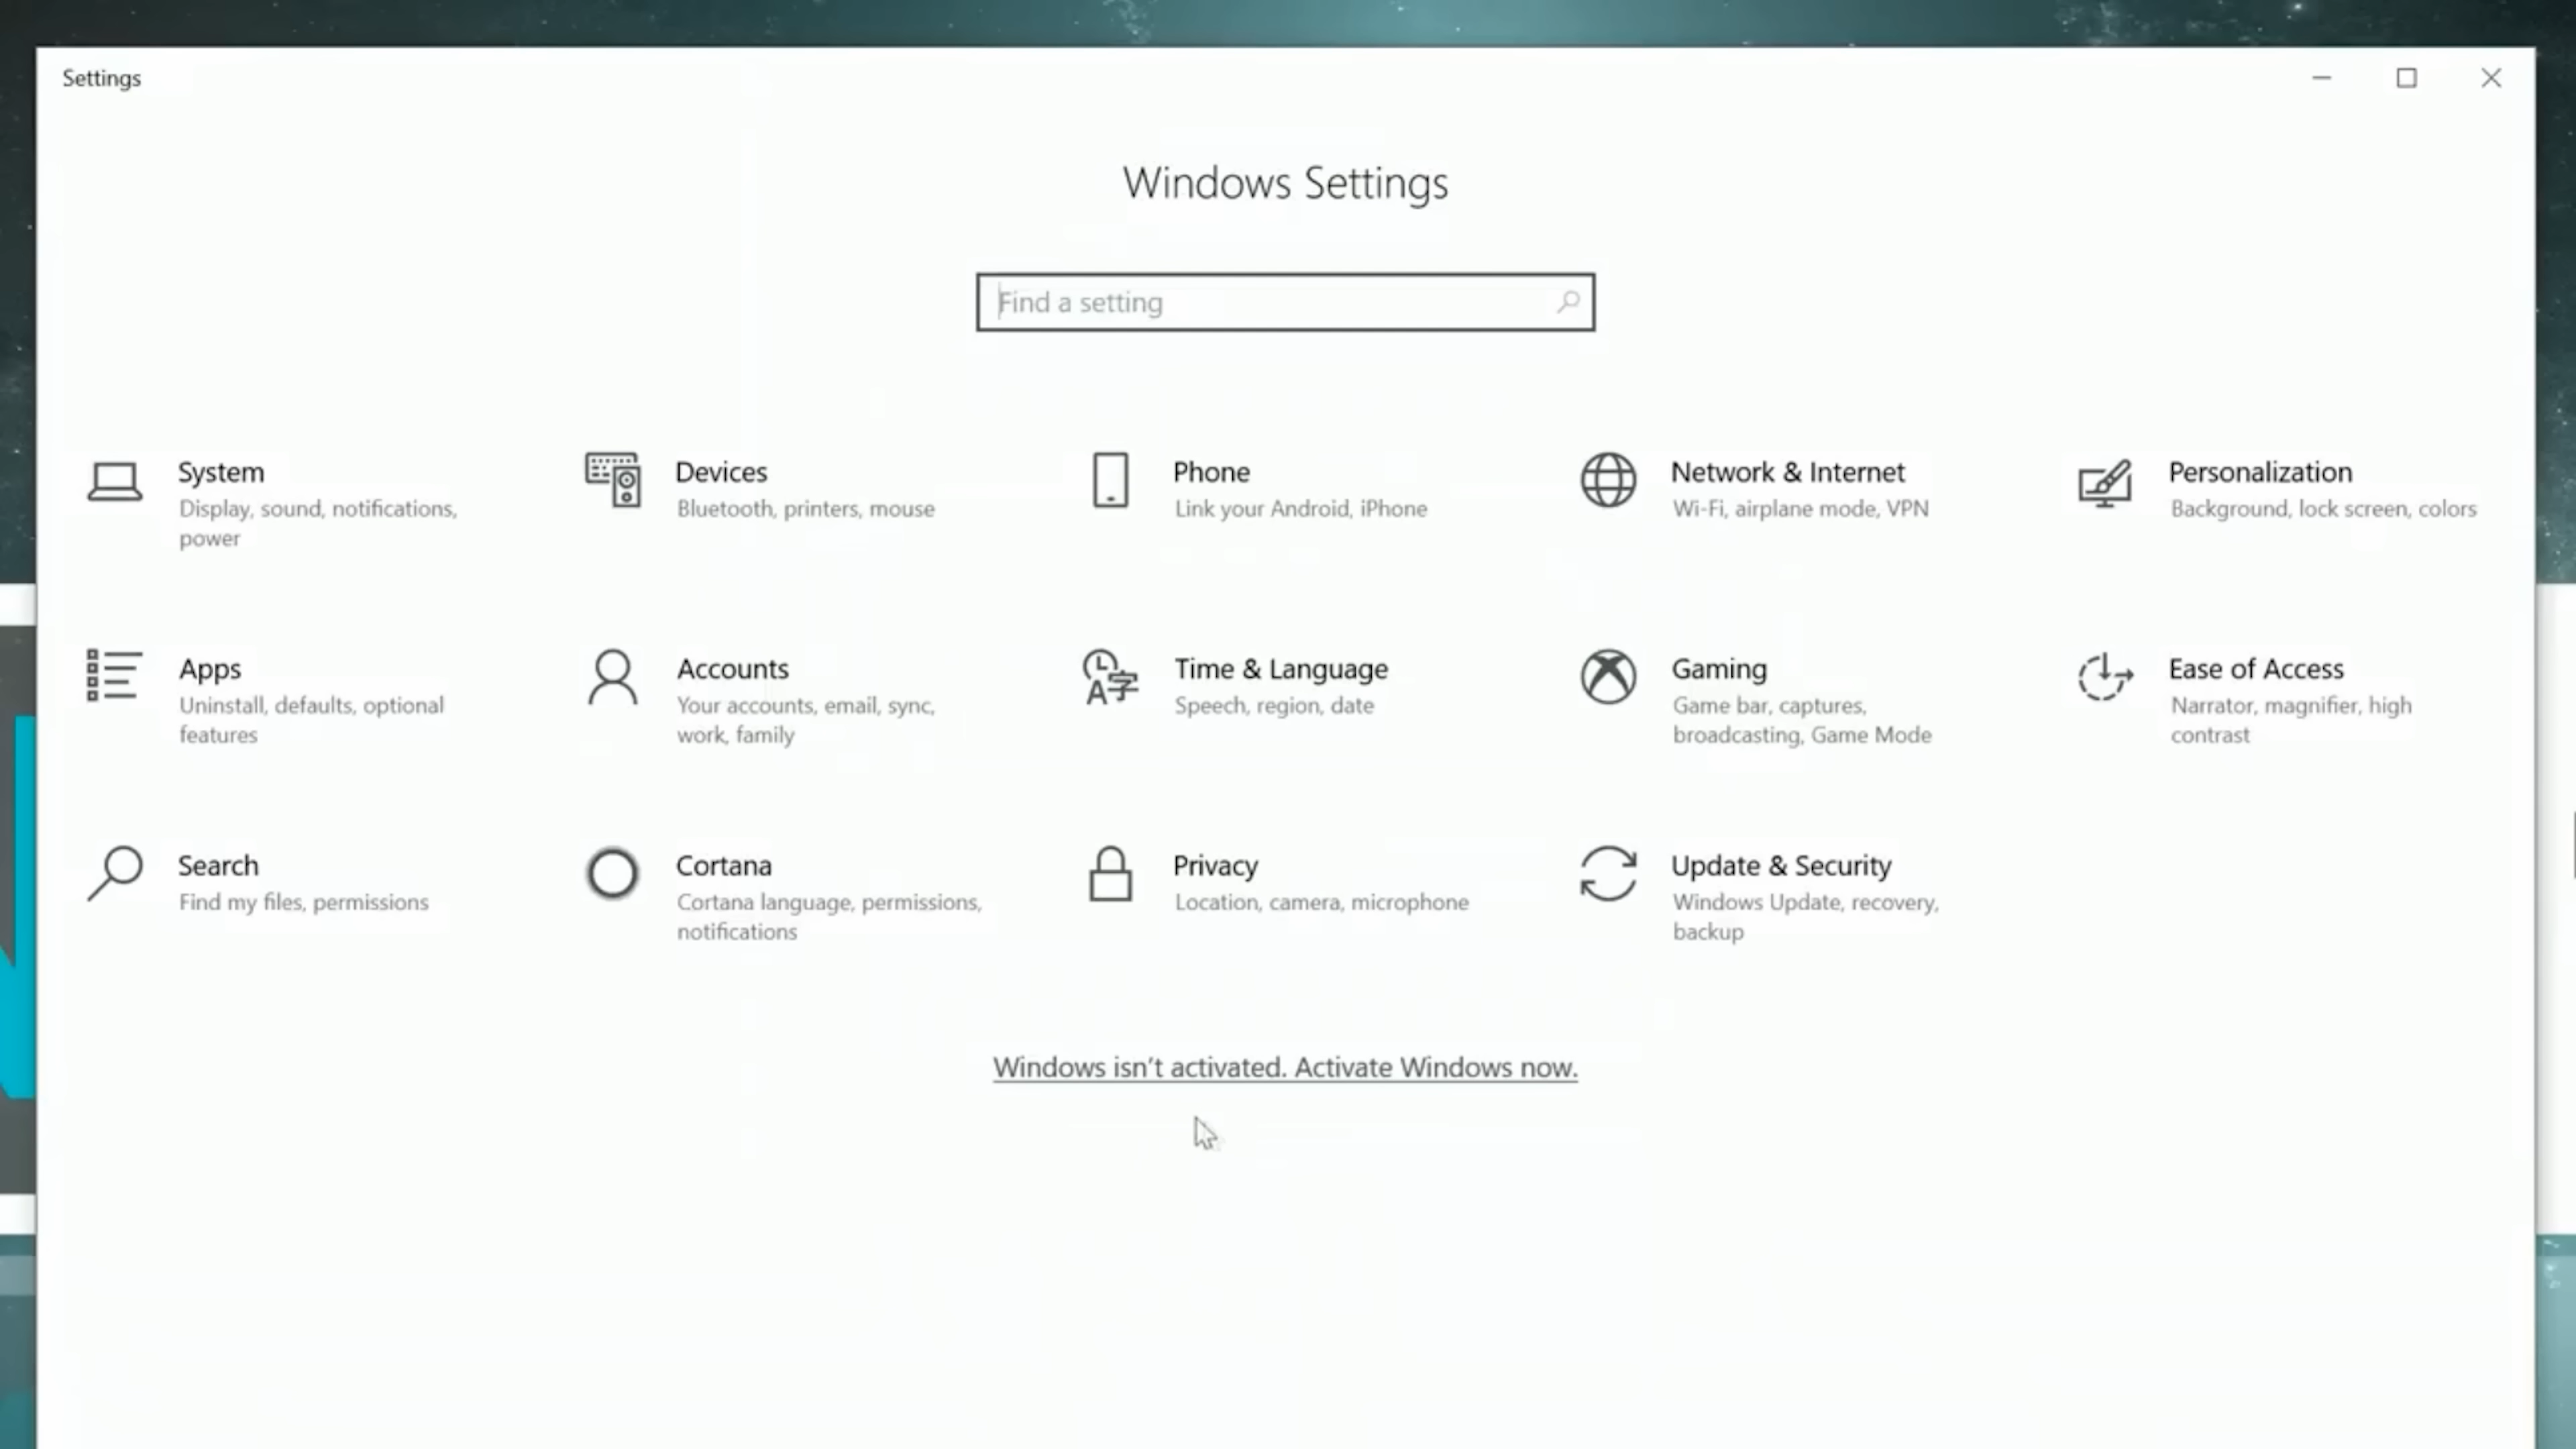 Settings
Windows Settings
Find a setting
System
Display, sound, notifications,
power
Devices
Bluetooth, printers, mouse
Phone
Link your Android, iPhone
Network & Internet
Wi-Fi, airplane mode, VPN
Personalization
Background, lock screen, colors
Apps
Uninstall, defaults, optional
features
Accounts
Your accounts, email, sync,
work, family
Time & Language
Speech, region, date
Gaming
Game bar, captures,
broadcasting, Game Mode
Ease of Access
Narrator, magnifier, high
contrast
Search
Find my files, permissions
Cortana
Cortana language, permissions,
notifications
Privacy
Location, camera, microphone
Update & Security
Windows Update, recovery,
backup
Windows isn't activated. Activate Windows now.